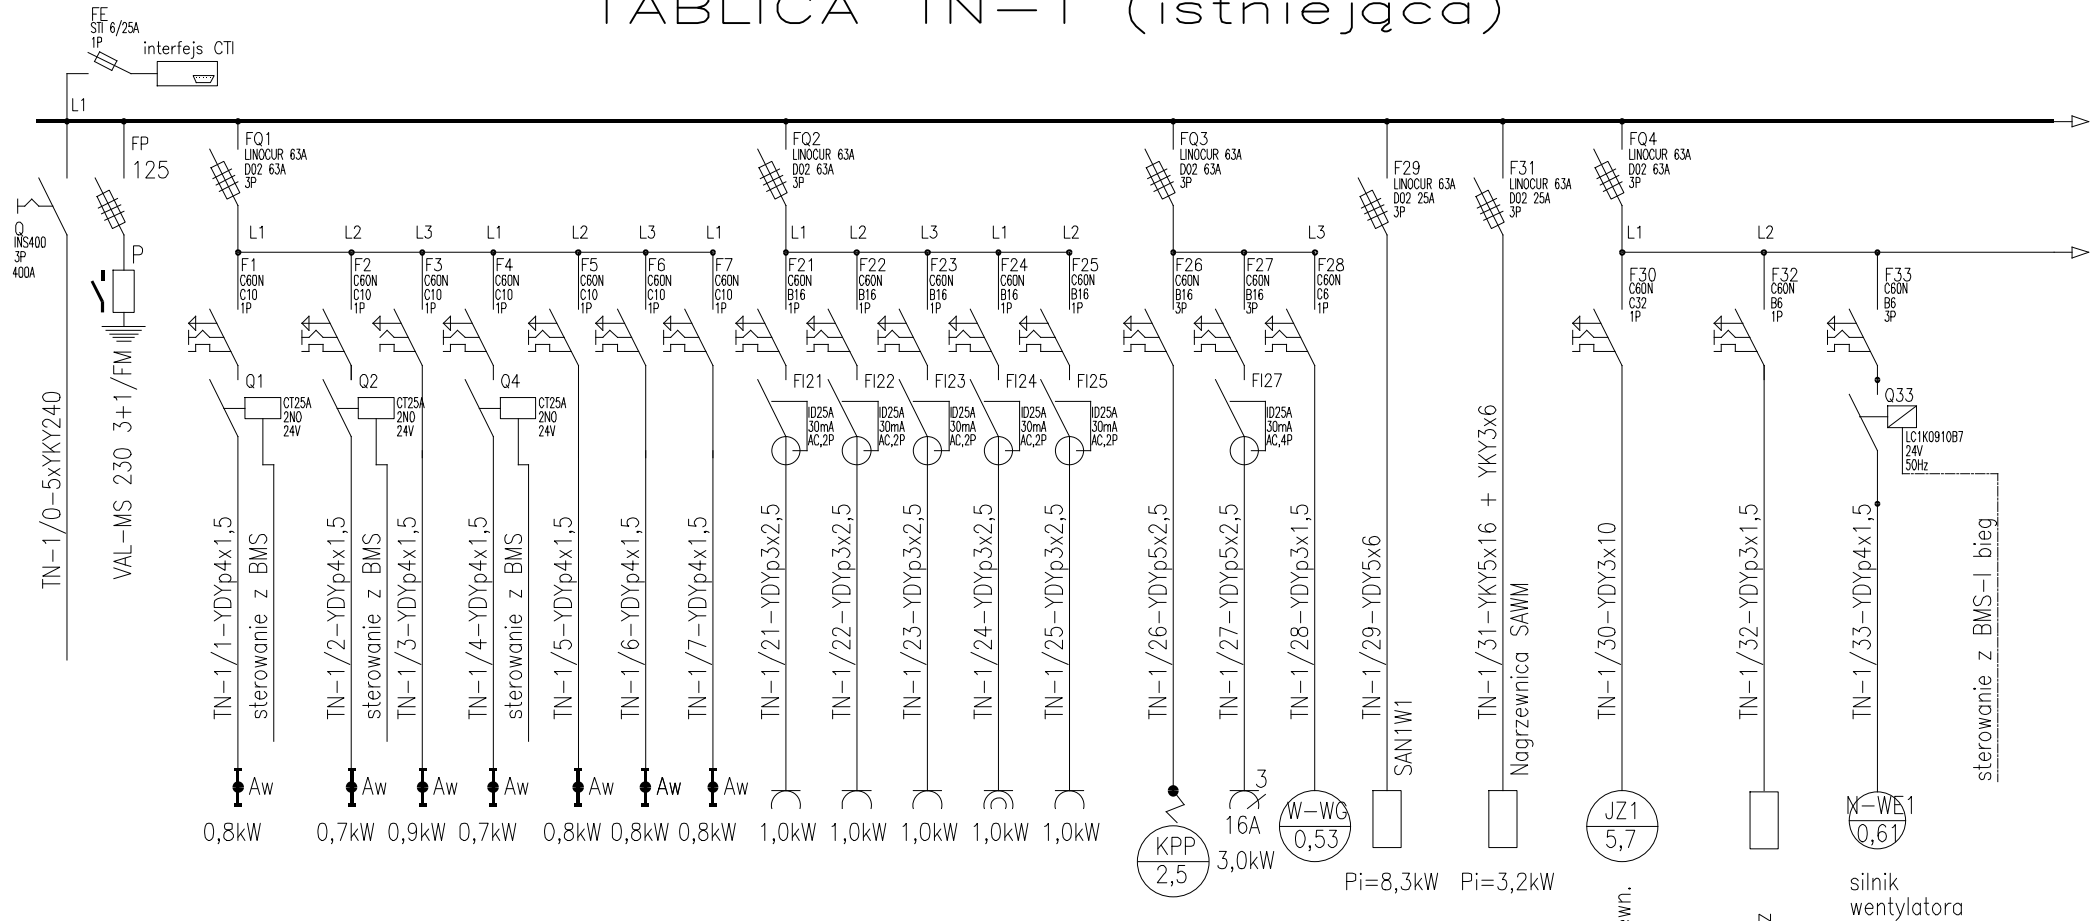 TABLICA TN-1 (istniejąca)
FE
STI 6/25A
1P
interfejs CTI
L1
Q
INS400
3P
400A
TN-1/0-5xYKY240
FP
125
P
VAL-MS 230 3+1/FM
FQ1
LINOCUR 63A
D02 63A
3P
L1
F1
C60N
C10
1P
Q1
CT25A
2NO
24V
TN-1/1-YDYp4x1,5
sterowanie z BMS
Aw
0,8kW
L2
F2
C60N
C10
1P
Q2
CT25A
2NO
24V
TN-1/2-YDYp4x1,5
sterowanie z BMS
Aw
0,7kW
L3
F3
C60N
C10
1P
TN-1/3-YDYp4x1,5
Aw
0,9kW
L1
F4
C60N
C10
1P
Q4
CT25A
2NO
24V
TN-1/4-YDYp4x1,5
sterowanie z BMS
Aw
0,7kW
L2
F5
C60N
C10
1P
TN-1/5-YDYp4x1,5
Aw
0,8kW
L3
F6
C60N
C10
1P
TN-1/6-YDYp4x1,5
Aw
0,8kW
L1
F7
C60N
C10
1P
TN-1/7-YDYp4x1,5
Aw
0,8kW
FQ2
LINOCUR 63A
D02 63A
3P
L1
F21
C60N
B16
1P
FI21
ID25A
30mA
AC,2P
TN-1/21-YDYp3x2,5
1,0kW
L2
F22
C60N
B16
1P
FI22
ID25A
30mA
AC,2P
TN-1/22-YDYp3x2,5
1,0kW
L3
F23
C60N
B16
1P
FI23
ID25A
30mA
AC,2P
TN-1/23-YDYp3x2,5
1,0kW
L1
F24
C60N
B16
1P
FI24
ID25A
30mA
AC,2P
TN-1/24-YDYp3x2,5
1,0kW
L2
F25
C60N
B16
1P
FI25
ID25A
30mA
AC,2P
TN-1/25-YDYp3x2,5
1,0kW
FQ3
LINOCUR 63A
D02 63A
3P
F26
C60N
B16
3P
TN-1/26-YDYp5x2,5
KPP
2,5
F27
C60N
B16
3P
FI27
ID25A
30mA
AC,4P
TN-1/27-YDYp5x2,5
3
16A
3,0kW
L3
F28
C60N
C6
1P
TN-1/28-YDYp3x1,5
W-WG
0,53
F29
LINOCUR 63A
D02 25A
3P
TN-1/29-YDY5x6
SAN1W1
Pi=8,3kW
F31
LINOCUR 63A
D02 25A
3P
TN-1/31-YKY5x16 + YKY3x6
Nagrzewnica SAWM
Pi=3,2kW
FQ4
LINOCUR 63A
D02 63A
3P
L1
F30
C60N
C32
1P
TN-1/30-YDY3x10
JZ1
5,7
ewn.
L2
F32
C60N
B6
1P
TN-1/32-YDYp3x1,5
z
F33
C60N
B6
3P
Q33
LC1K0910B7
24V
50Hz
TN-1/33-YDYp4x1,5
sterowanie z BMS-I bieg
N-WE1
0,61
silnik
wentylatora